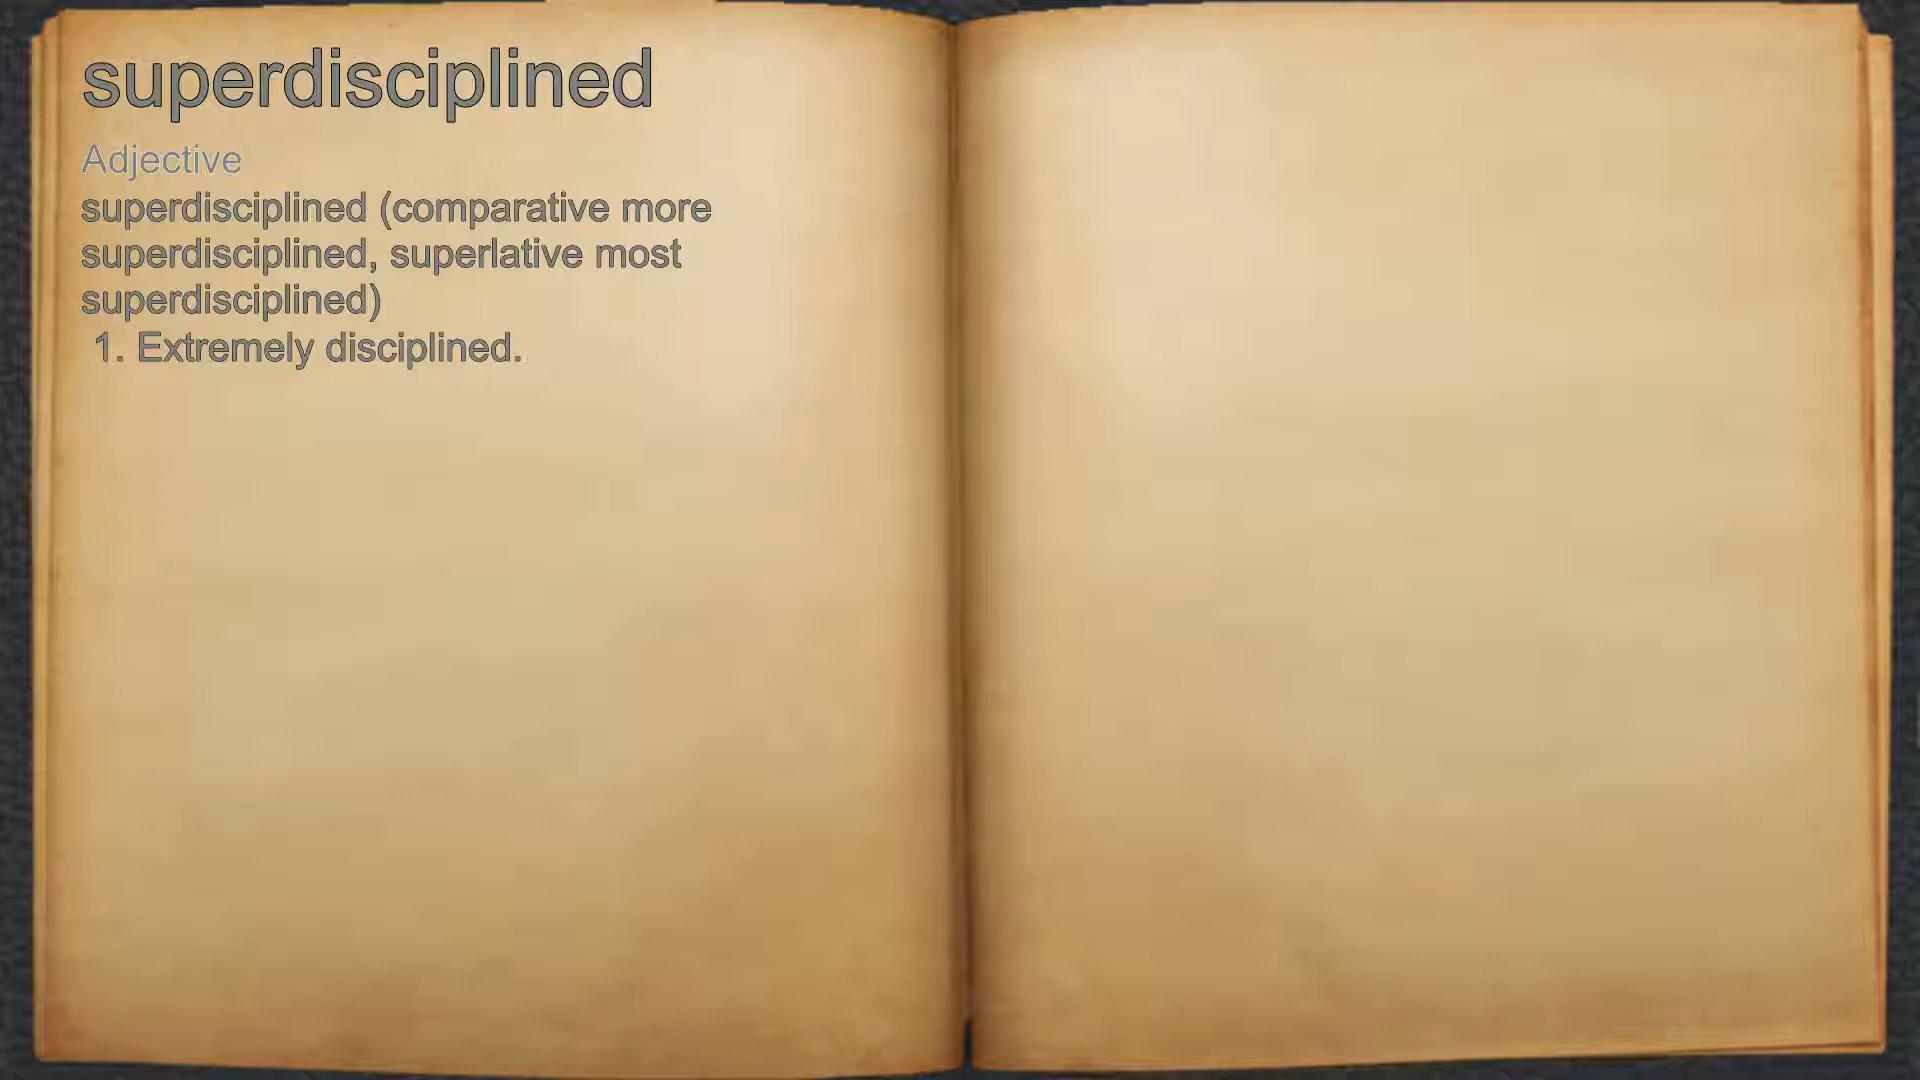 superdisciplined
Adjective
superdisciplined (comparative more
superdisciplined, superlative most
superdisciplined)
1. Extremely disciplined.